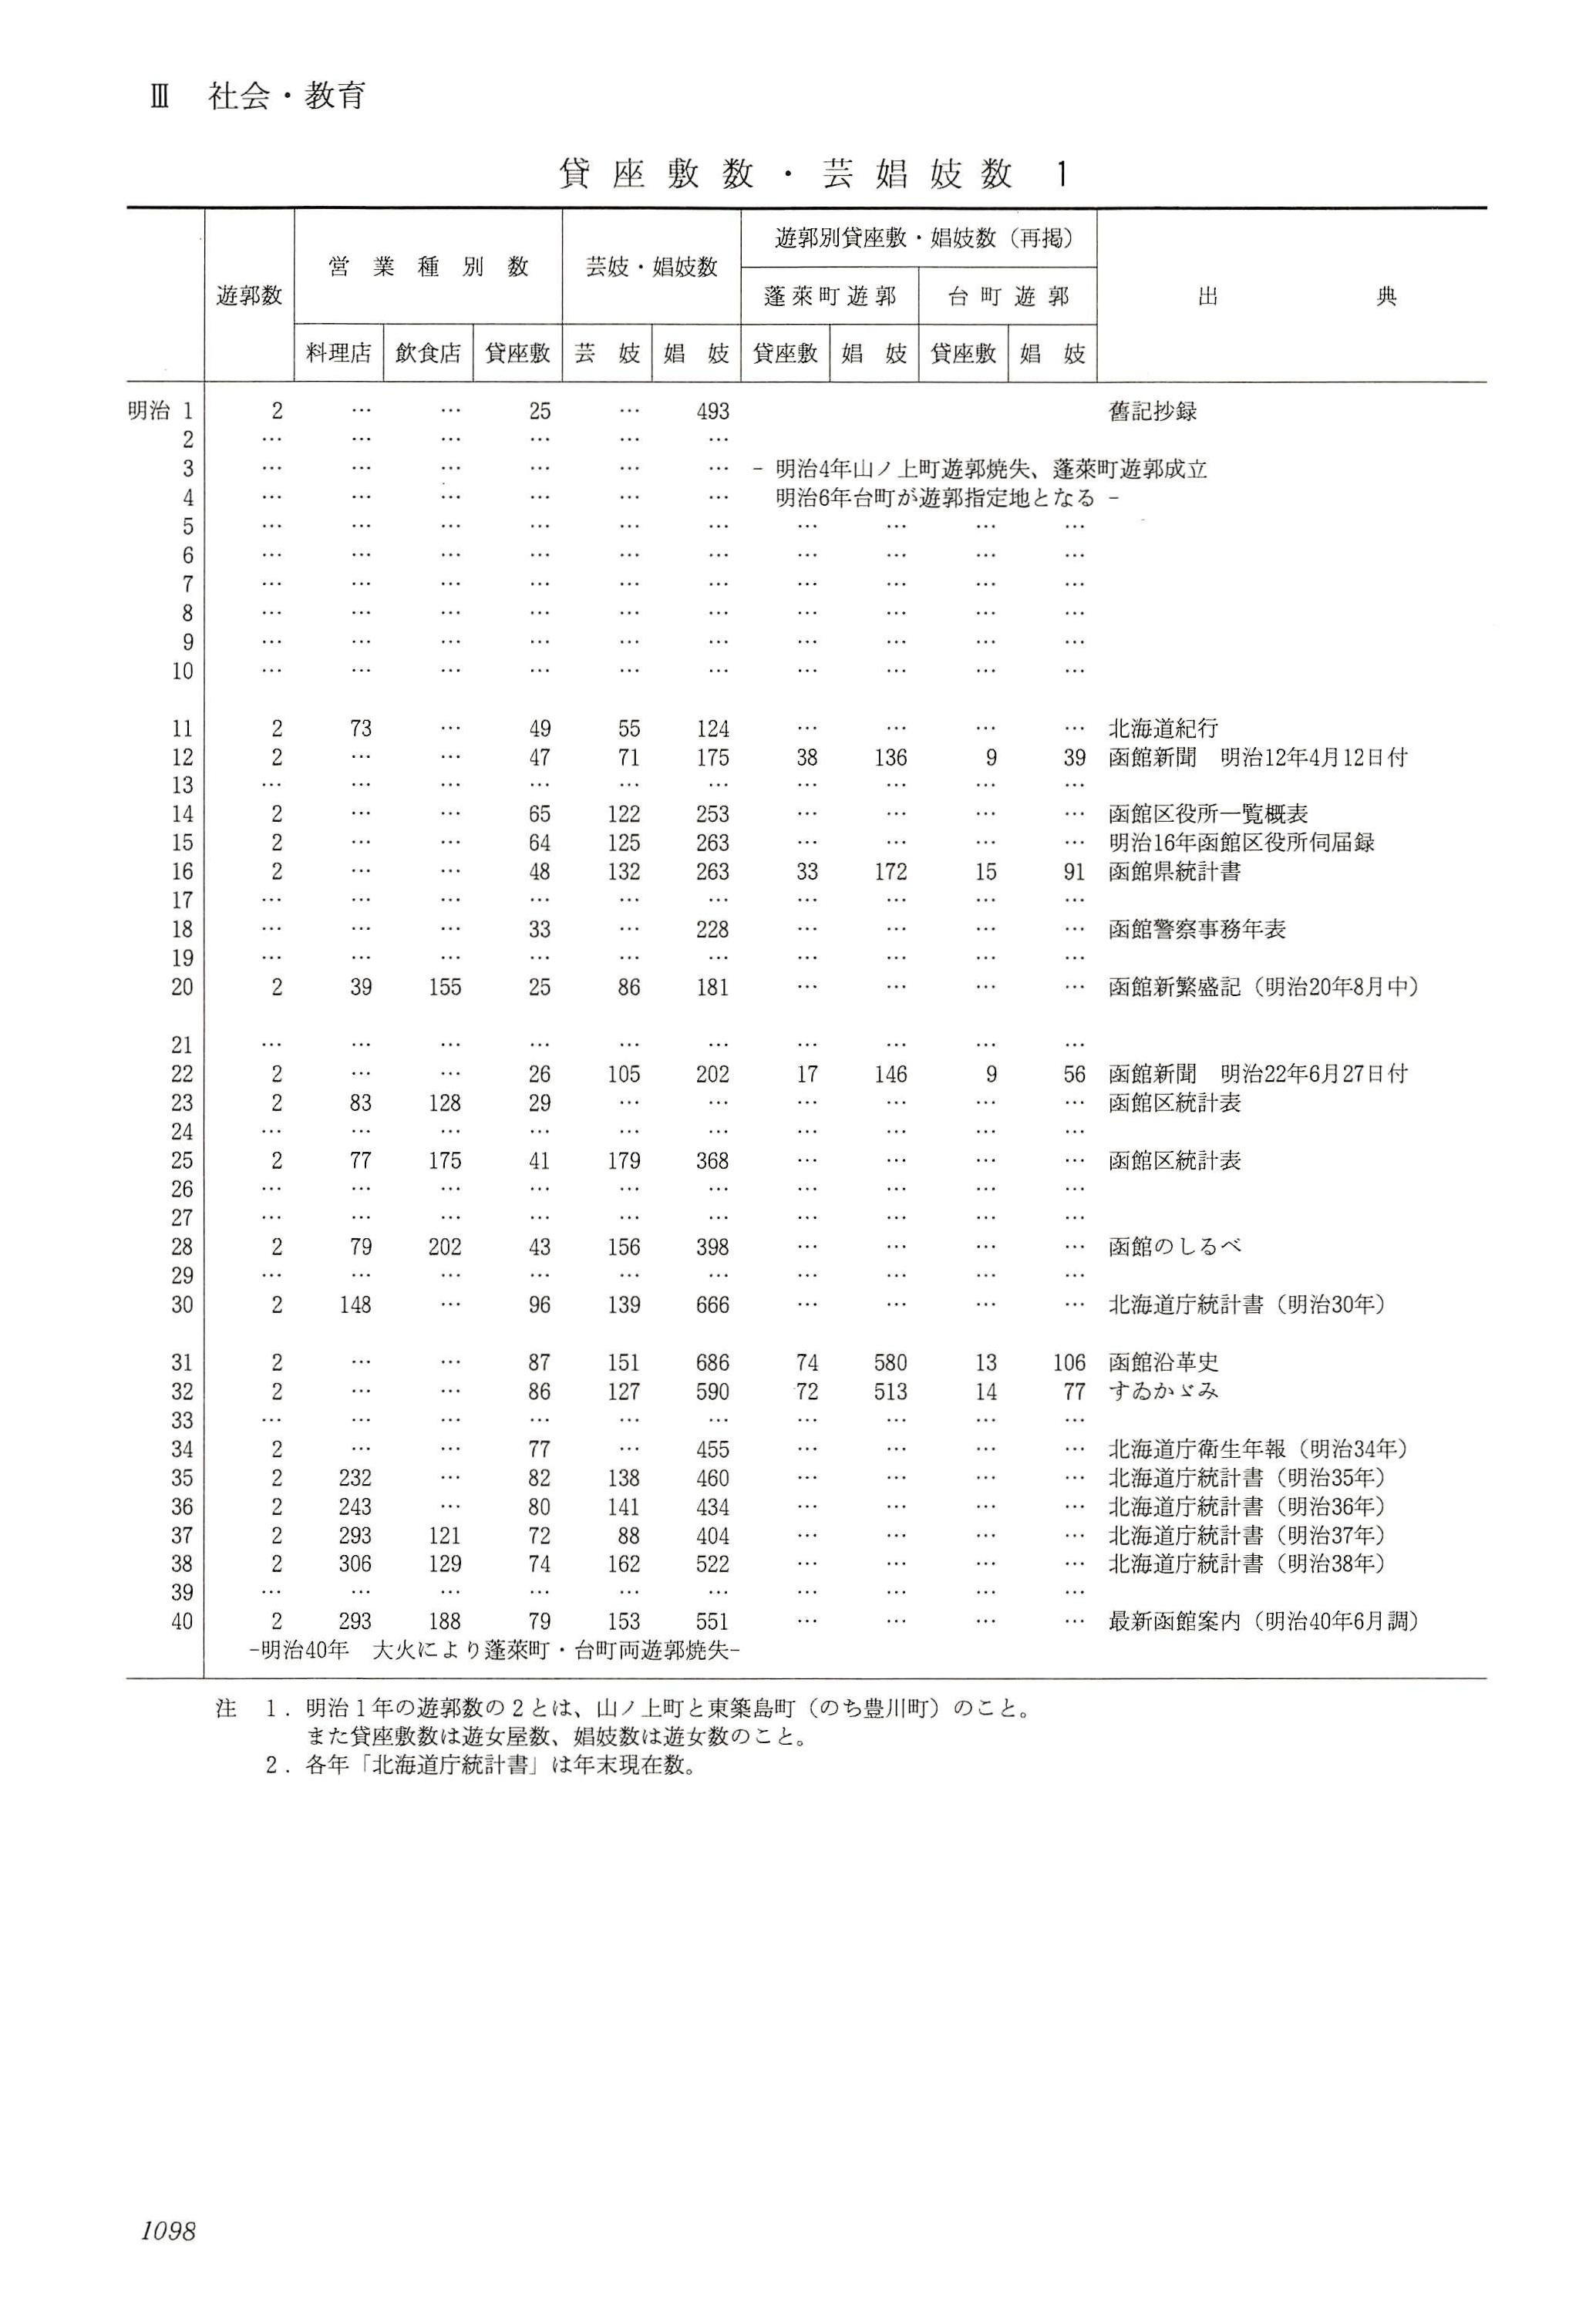 Ⅲ　社会・教育
貸座敷数・芸娼妓数　1
遊郭別貸座敷・娼妓数（再掲）
営業種別数　芸妓・娼妓数
遊郭数　蓬萊町遊郭　台町遊郭　出典
料理店　飲食店　貸座敷　芸妓　娼妓　貸座敷　娼妓　貸座敷　娼妓
明治 1　2　…　…　25　…　493　舊記抄録
2　…　…　…　…　…　…
3　…　…　…　…　…　…　－明治4年山ノ上町遊郭焼失、蓬萊町遊郭成立
4　…　…　…　…　…　…　明治6年台町が遊郭指定地となる－
5　…　…　…　…　…　…　…　…　…　…
6　…　…　…　…　…　…　…　…　…　…
7　…　…　…　…　…　…　…　…　…　…
8　…　…　…　…　…　…　…　…　…　…
9　…　…　…　…　…　…　…　…　…　…
10　…　…　…　…　…　…　…　…　…　…
11　2　73　…　49　55　124　…　…　…　…　北海道紀行
12　2　…　…　47　71　175　38　136　9　39　函館新聞　明治12年4月12日付
13　…　…　…　…　…　…　…　…　…　…
14　2　…　…　65　122　253　…　…　…　…　函館区役所一覧概表
15　2　…　…　64　125　263　…　…　…　…　明治16年函館区役所伺届録
16　2　…　…　48　132　263　33　172　15　91　函館県統計書
17　…　…　…　…　…　…　…　…　…　…
18　…　…　…　33　…　228　…　…　…　…　函館警察事務年表
19　…　…　…　…　…　…　…　…　…　…
20　2　39　155　25　86　181　…　…　…　…　函館新繁盛記（明治20年8月中）
21　…　…　…　…　…　…　…　…　…　…
22　2　…　…　26　105　202　17　146　9　56　函館新聞　明治22年6月27日付
23　2　83　128　29　…　…　…　…　…　…　函館区統計表
24　…　…　…　…　…　…　…　…　…　…
25　2　77　175　41　179　368　…　…　…　…　函館区統計表
26　…　…　…　…　…　…　…　…　…　…
27　…　…　…　…　…　…　…　…　…　…
28　2　79　202　43　156　398　…　…　…　…　函館のしるべ
29　…　…　…　…　…　…　…　…　…　…
30　2　148　…　96　139　666　…　…　…　…　北海道庁統計書（明治30年）
31　2　…　…　87　151　686　74　580　13　106　函館沿革史
32　2　…　…　86　127　590　72　513　14　77　すゐかゞみ
33　…　…　…　…　…　…　…　…　…　…
34　2　…　…　77　…　455　…　…　…　…　北海道庁衛生年報（明治34年）
35　2　232　…　82　138　460　…　…　…　…　北海道庁統計書（明治35年）
36　2　243　…　80　141　434　…　…　…　…　北海道庁統計書（明治36年）
37　2　293　121　72　88　404　…　…　…　…　北海道庁統計書（明治37年）
38　2　306　129　74　162　522　…　…　…　…　北海道庁統計書（明治38年）
39　…　…　…　…　…　…　…　…　…　…
40　2　293　188　79　153　551　…　…　…　…　最新函館案内（明治40年6月調）
－明治40年　大火により蓬萊町・台町両遊郭焼失－
注　1．明治1年の遊郭数の2とは、山ノ上町と東築島町（のち豊川町）のこと。
また貸座敷数は遊女屋数、娼妓数は遊女数のこと。
2．各年「北海道庁統計書」は年末現在数。
1098